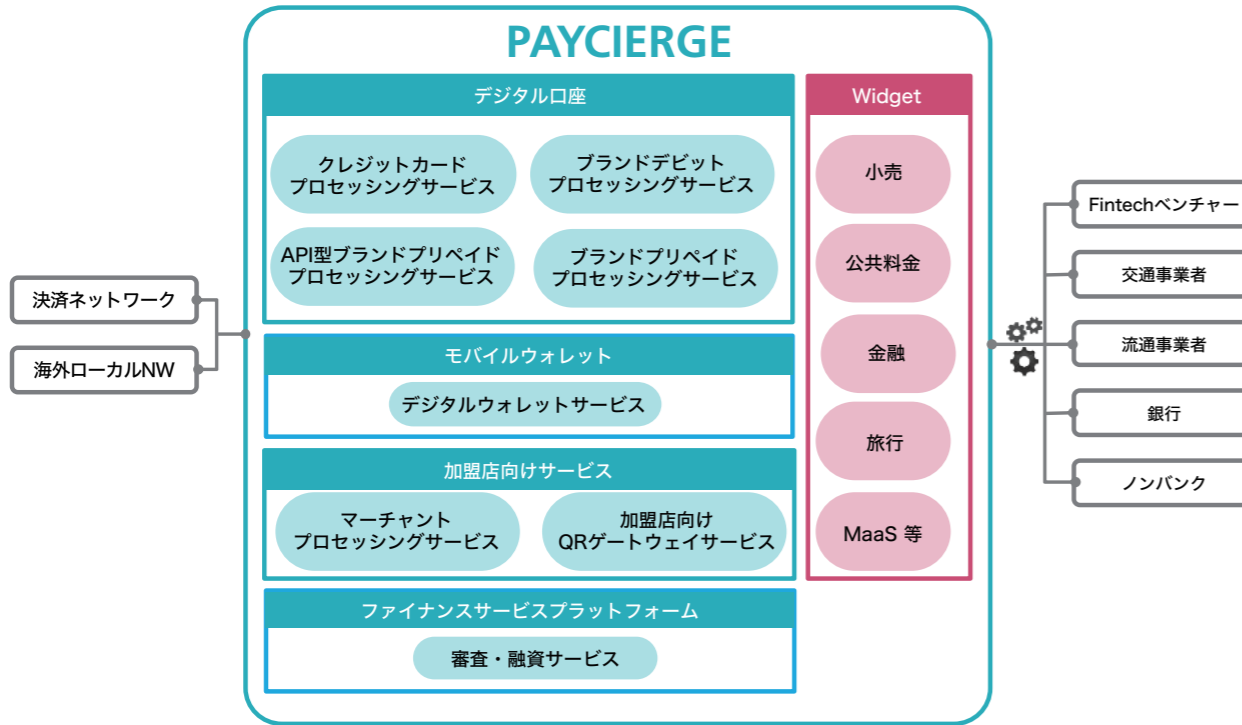 PAYCIERGE
デジタル口座
クレジットカード
プロセッシングサービス
ブランドデビット
プロセッシングサービス
API型ブランドプリペイド
プロセッシングサービス
ブランドプリペイド
プロセッシングサービス
モバイルウォレット
デジタルウォレットサービス
加盟店向けサービス
マーチャント
プロセッシングサービス
加盟店向け
QRゲートウェイサービス
ファイナンスサービスプラットフォーム
審査・融資サービス
Widget
小売
公共料金
金融
旅行
MaaS 等
決済ネットワーク
海外ローカルNW
Fintechベンチャー
交通事業者
流通事業者
銀行
ノンバンク